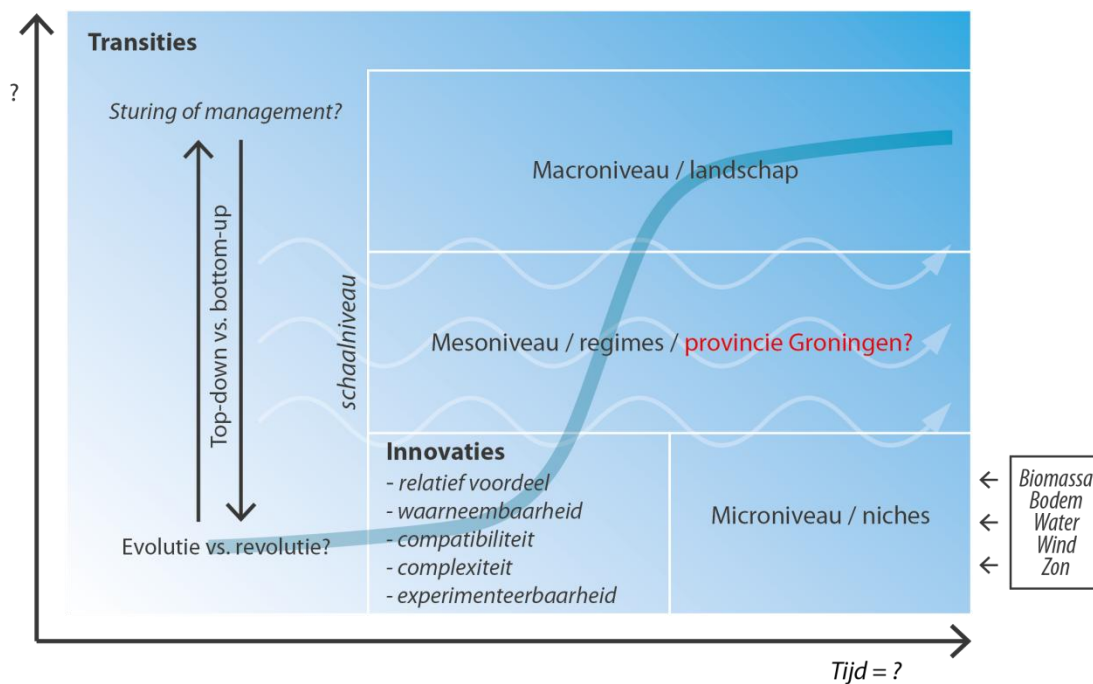 ?
Transities
Sturing of management?
Top-down vs. bottom-up
Evolutie vs. revolutie?
schaalniveau
Macroniveau / landschap
Mesoniveau / regimes / provincie Groningen?
Innovaties
- relatief voordeel
- waarneembaarheid
- compatibiliteit
- complexiteit
- experimenteerbaarheid
Microniveau / niches
Biomassa
Bodem
Water
Wind
Zon
Tijd = ?